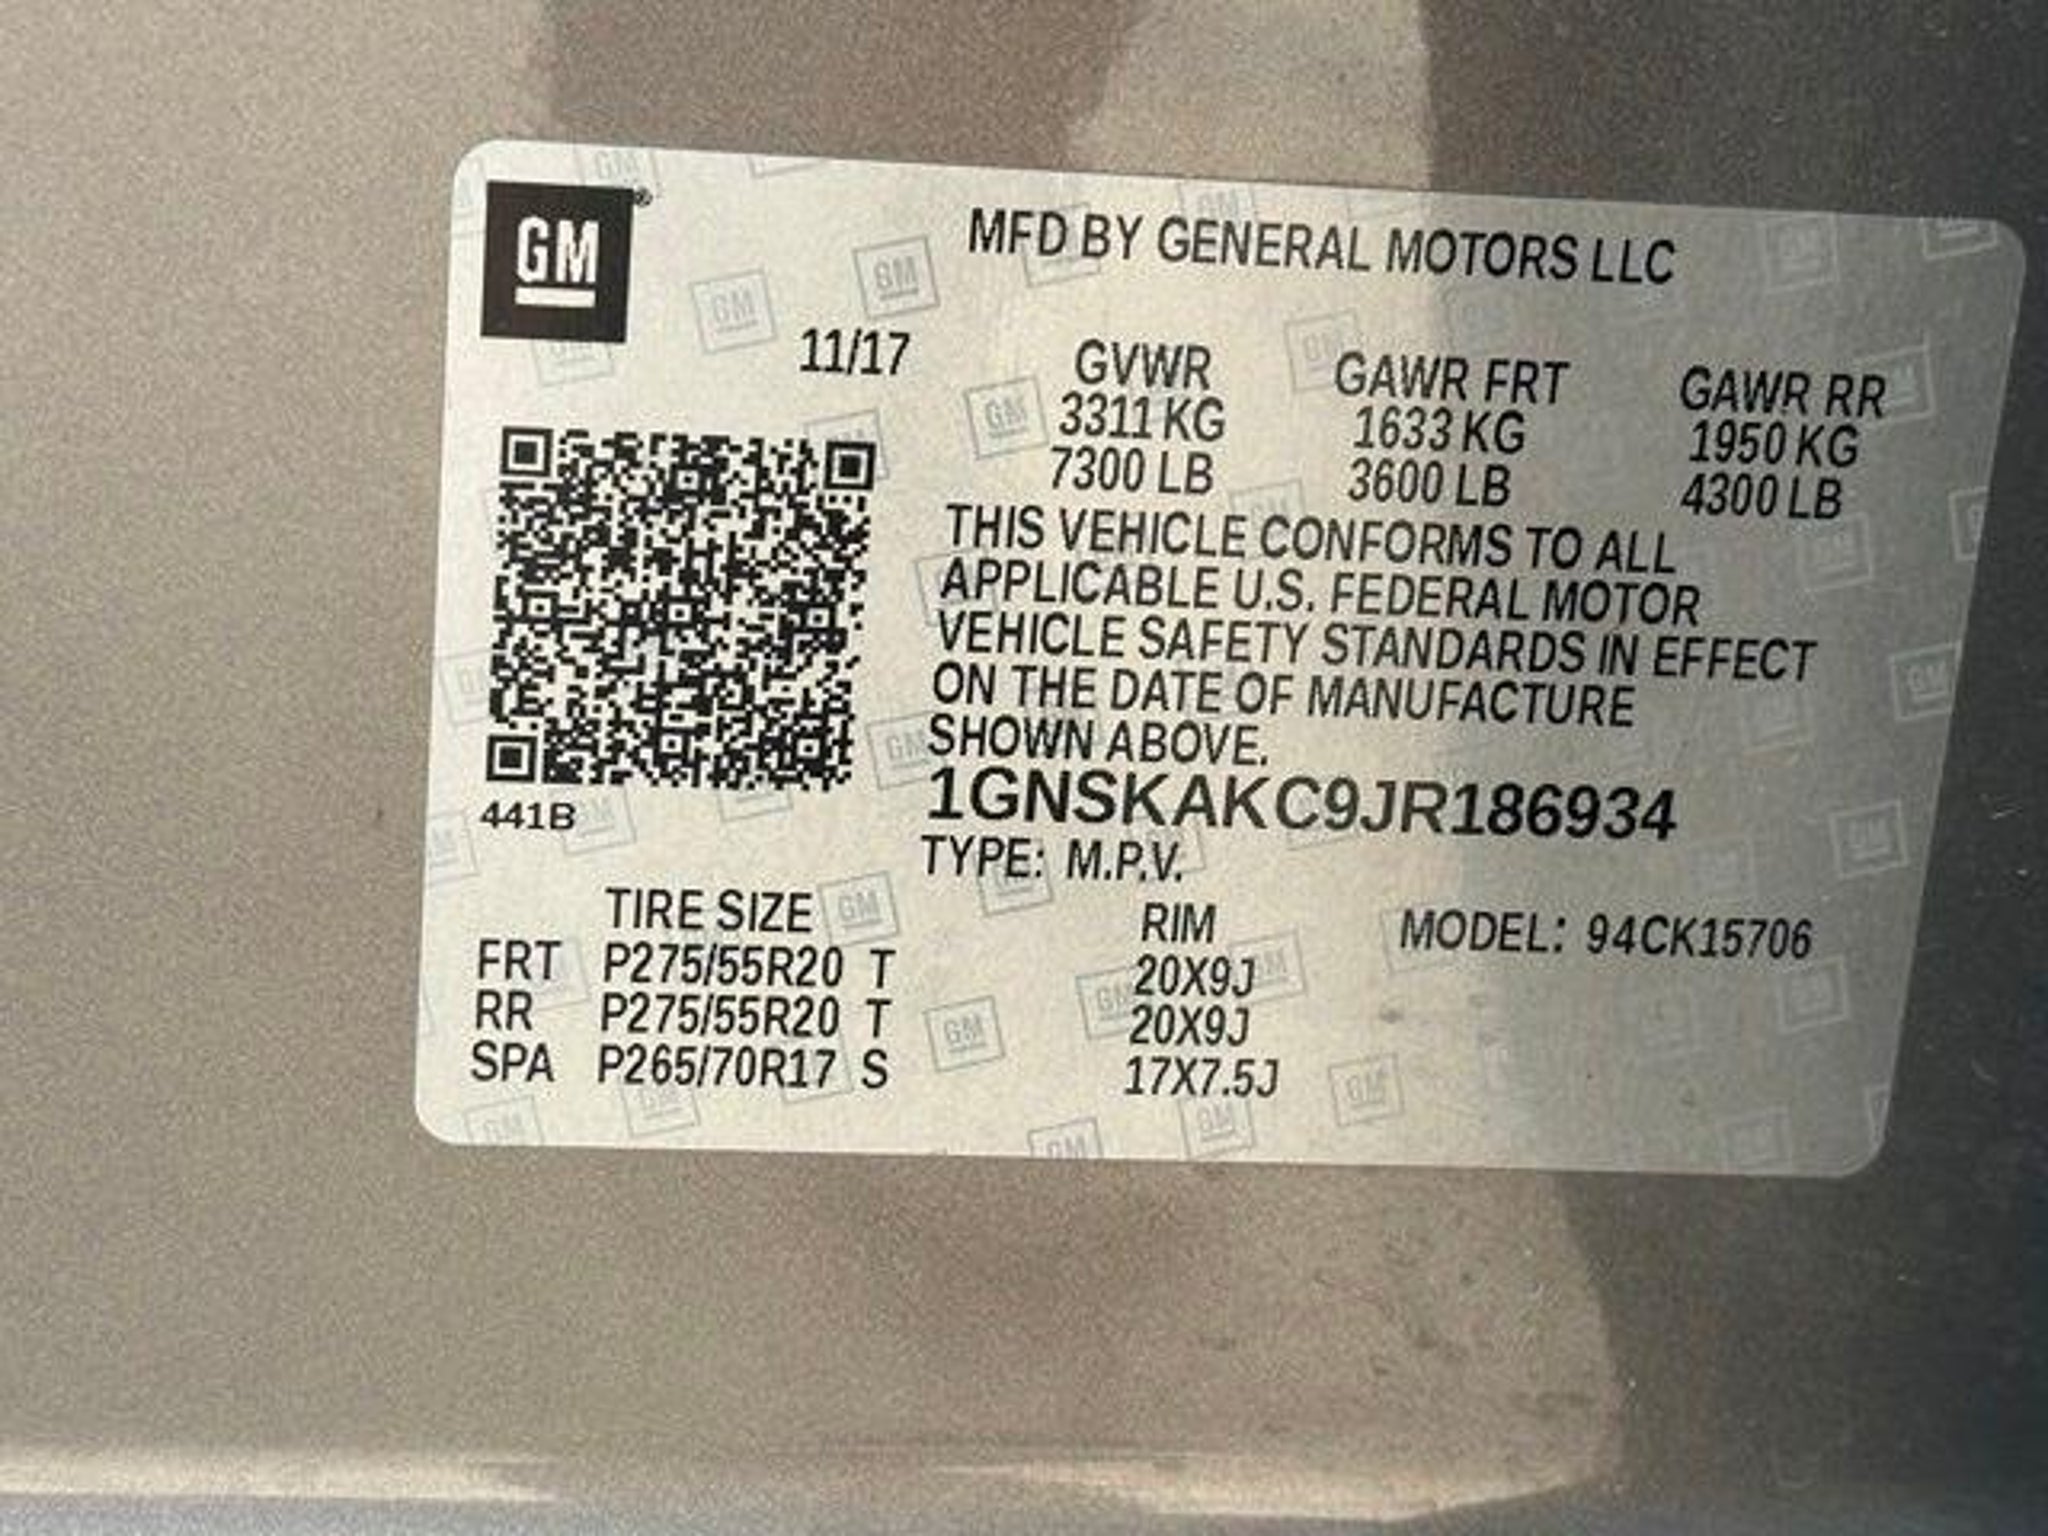 GM ®
MFD BY GENERAL MOTORS LLC
11/17
GVWR GAWR FRT GAWR RR
3311 KG 1633 KG 1950 KG
7300 LB 3600 LB 4300 LB
THIS VEHICLE CONFORMS TO ALL
APPLICABLE U.S. FEDERAL MOTOR
VEHICLE SAFETY STANDARDS IN EFFECT
ON THE DATE OF MANUFACTURE
SHOWN ABOVE.
441B
1GNSKAKC9JR186934
TYPE: M.P.V.
TIRE SIZE RIM MODEL: 94CK15706
FRT P275/55R20 T 20X9J
RR P275/55R20 T 20X9J
SPA P265/70R17 S 17X7.5J